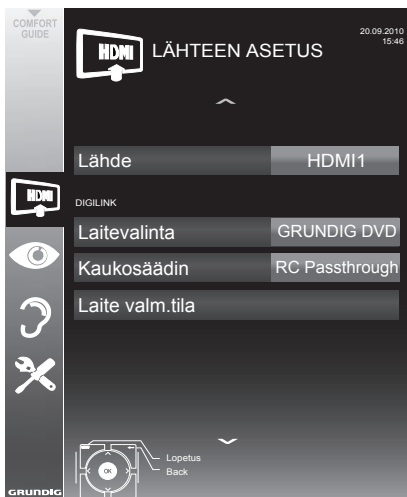 COMFORT
GUIDE
HDMI
LÄHTEEN ASETUS
20.09.2010
15:46
Lähde
HDMI1
HDMI
DIGILINK
Laitevalinta
GRUNDIG DVD
Kaukosäädin
RC Passthrough
Laite valm.tila
Lopetus
OK
Back
GRUNDIG